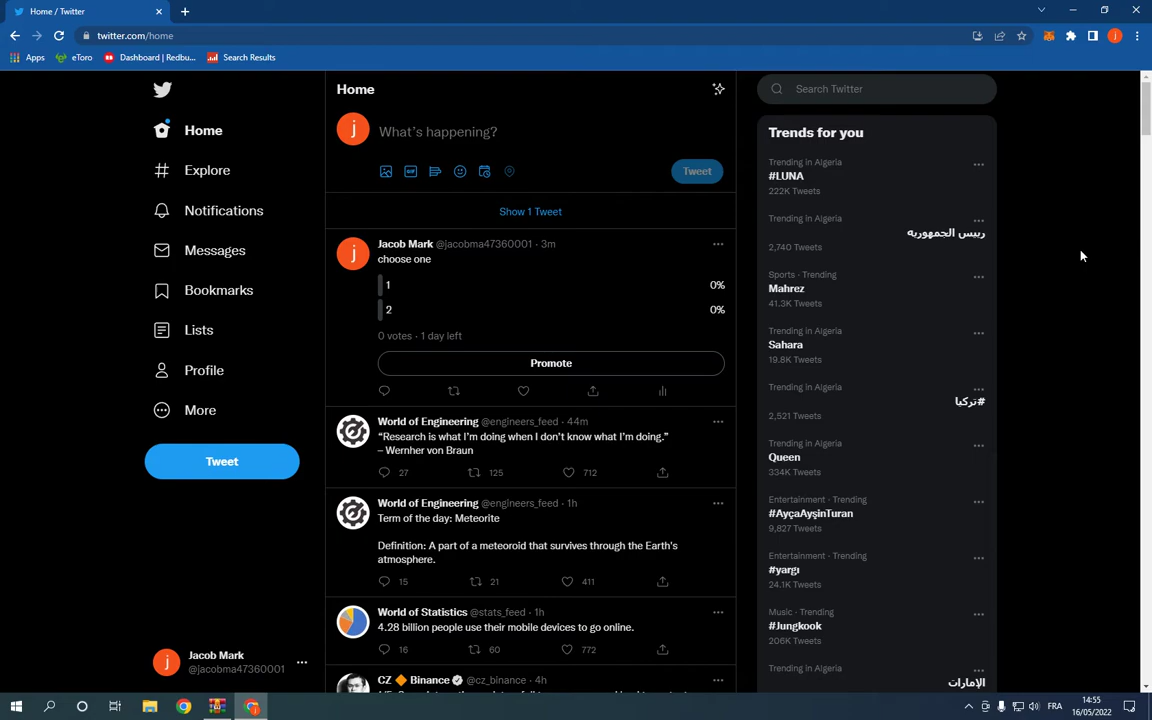 Home / Twitter
twitter.com/home
Apps
eToro
Dashboard | Redbu...
Search Results
j
Home
Explore
Notifications
Messages
Bookmarks
Lists
Profile
More
Tweet
Jacob Mark
@jacobma47360001
j
Home
j
What's happening?
GIF
Tweet
Show 1 Tweet
j
Jacob Mark @jacobma47360001 · 3m
choose one
1 0%
2 0%
0 votes · 1 day left
Promote
World of Engineering @engineers_feed · 44m
“Research is what I'm doing when I don't know what I'm doing.”
– Wernher von Braun
27 125 712
World of Engineering @engineers_feed · 1h
Term of the day: Meteorite
Definition: A part of a meteoroid that survives through the Earth's
atmosphere.
15 21 411
World of Statistics @stats_feed · 1h
4.28 billion people use their mobile devices to go online.
16 60 772
CZ 🔶 Binance @cz_binance · 4h
Search Twitter
Trends for you
Trending in Algeria
#LUNA
222K Tweets
Trending in Algeria
رييس الجمهوريه
2,740 Tweets
Sports · Trending
Mahrez
41.3K Tweets
Trending in Algeria
Sahara
19.8K Tweets
Trending in Algeria
#تركيا
2,521 Tweets
Trending in Algeria
Queen
334K Tweets
Entertainment · Trending
#AyçaAyşinTuran
9,827 Tweets
Entertainment · Trending
#yargı
24.1K Tweets
Music · Trending
#Jungkook
206K Tweets
Trending in Algeria
الإمارات
FRA
14:55
16/05/2022